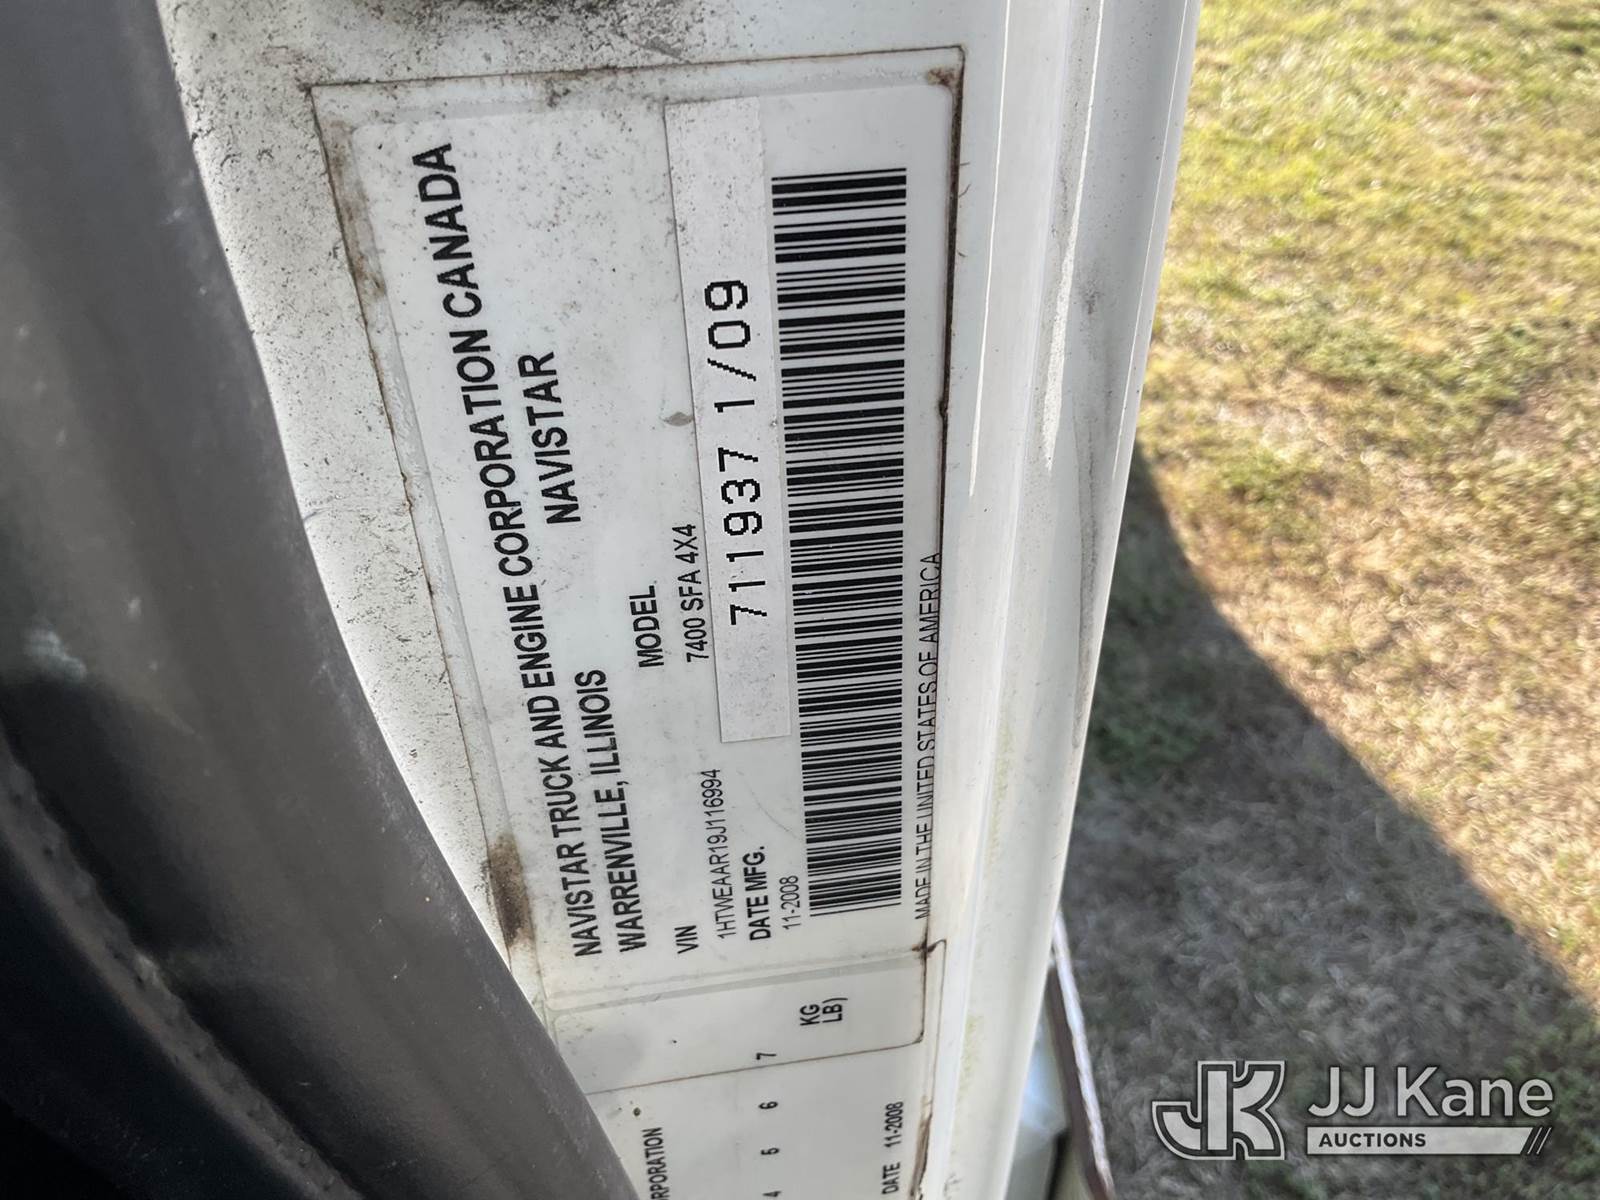 NAVISTAR TRUCK AND ENGINE CORPORATION CANADA
WARRENVILLE, ILLINOIS NAVISTAR
MODEL
VIN 7400 SFA 4X4
1HTWEAAR19J116994
711937 1/09
DATE MFG.
11-2008
MADE IN THE UNITED STATES OF AMERICA
KG
LB)
RPORATION
4 5 6 7
DATE 11-2008
JK
JJ Kane
AUCTIONS